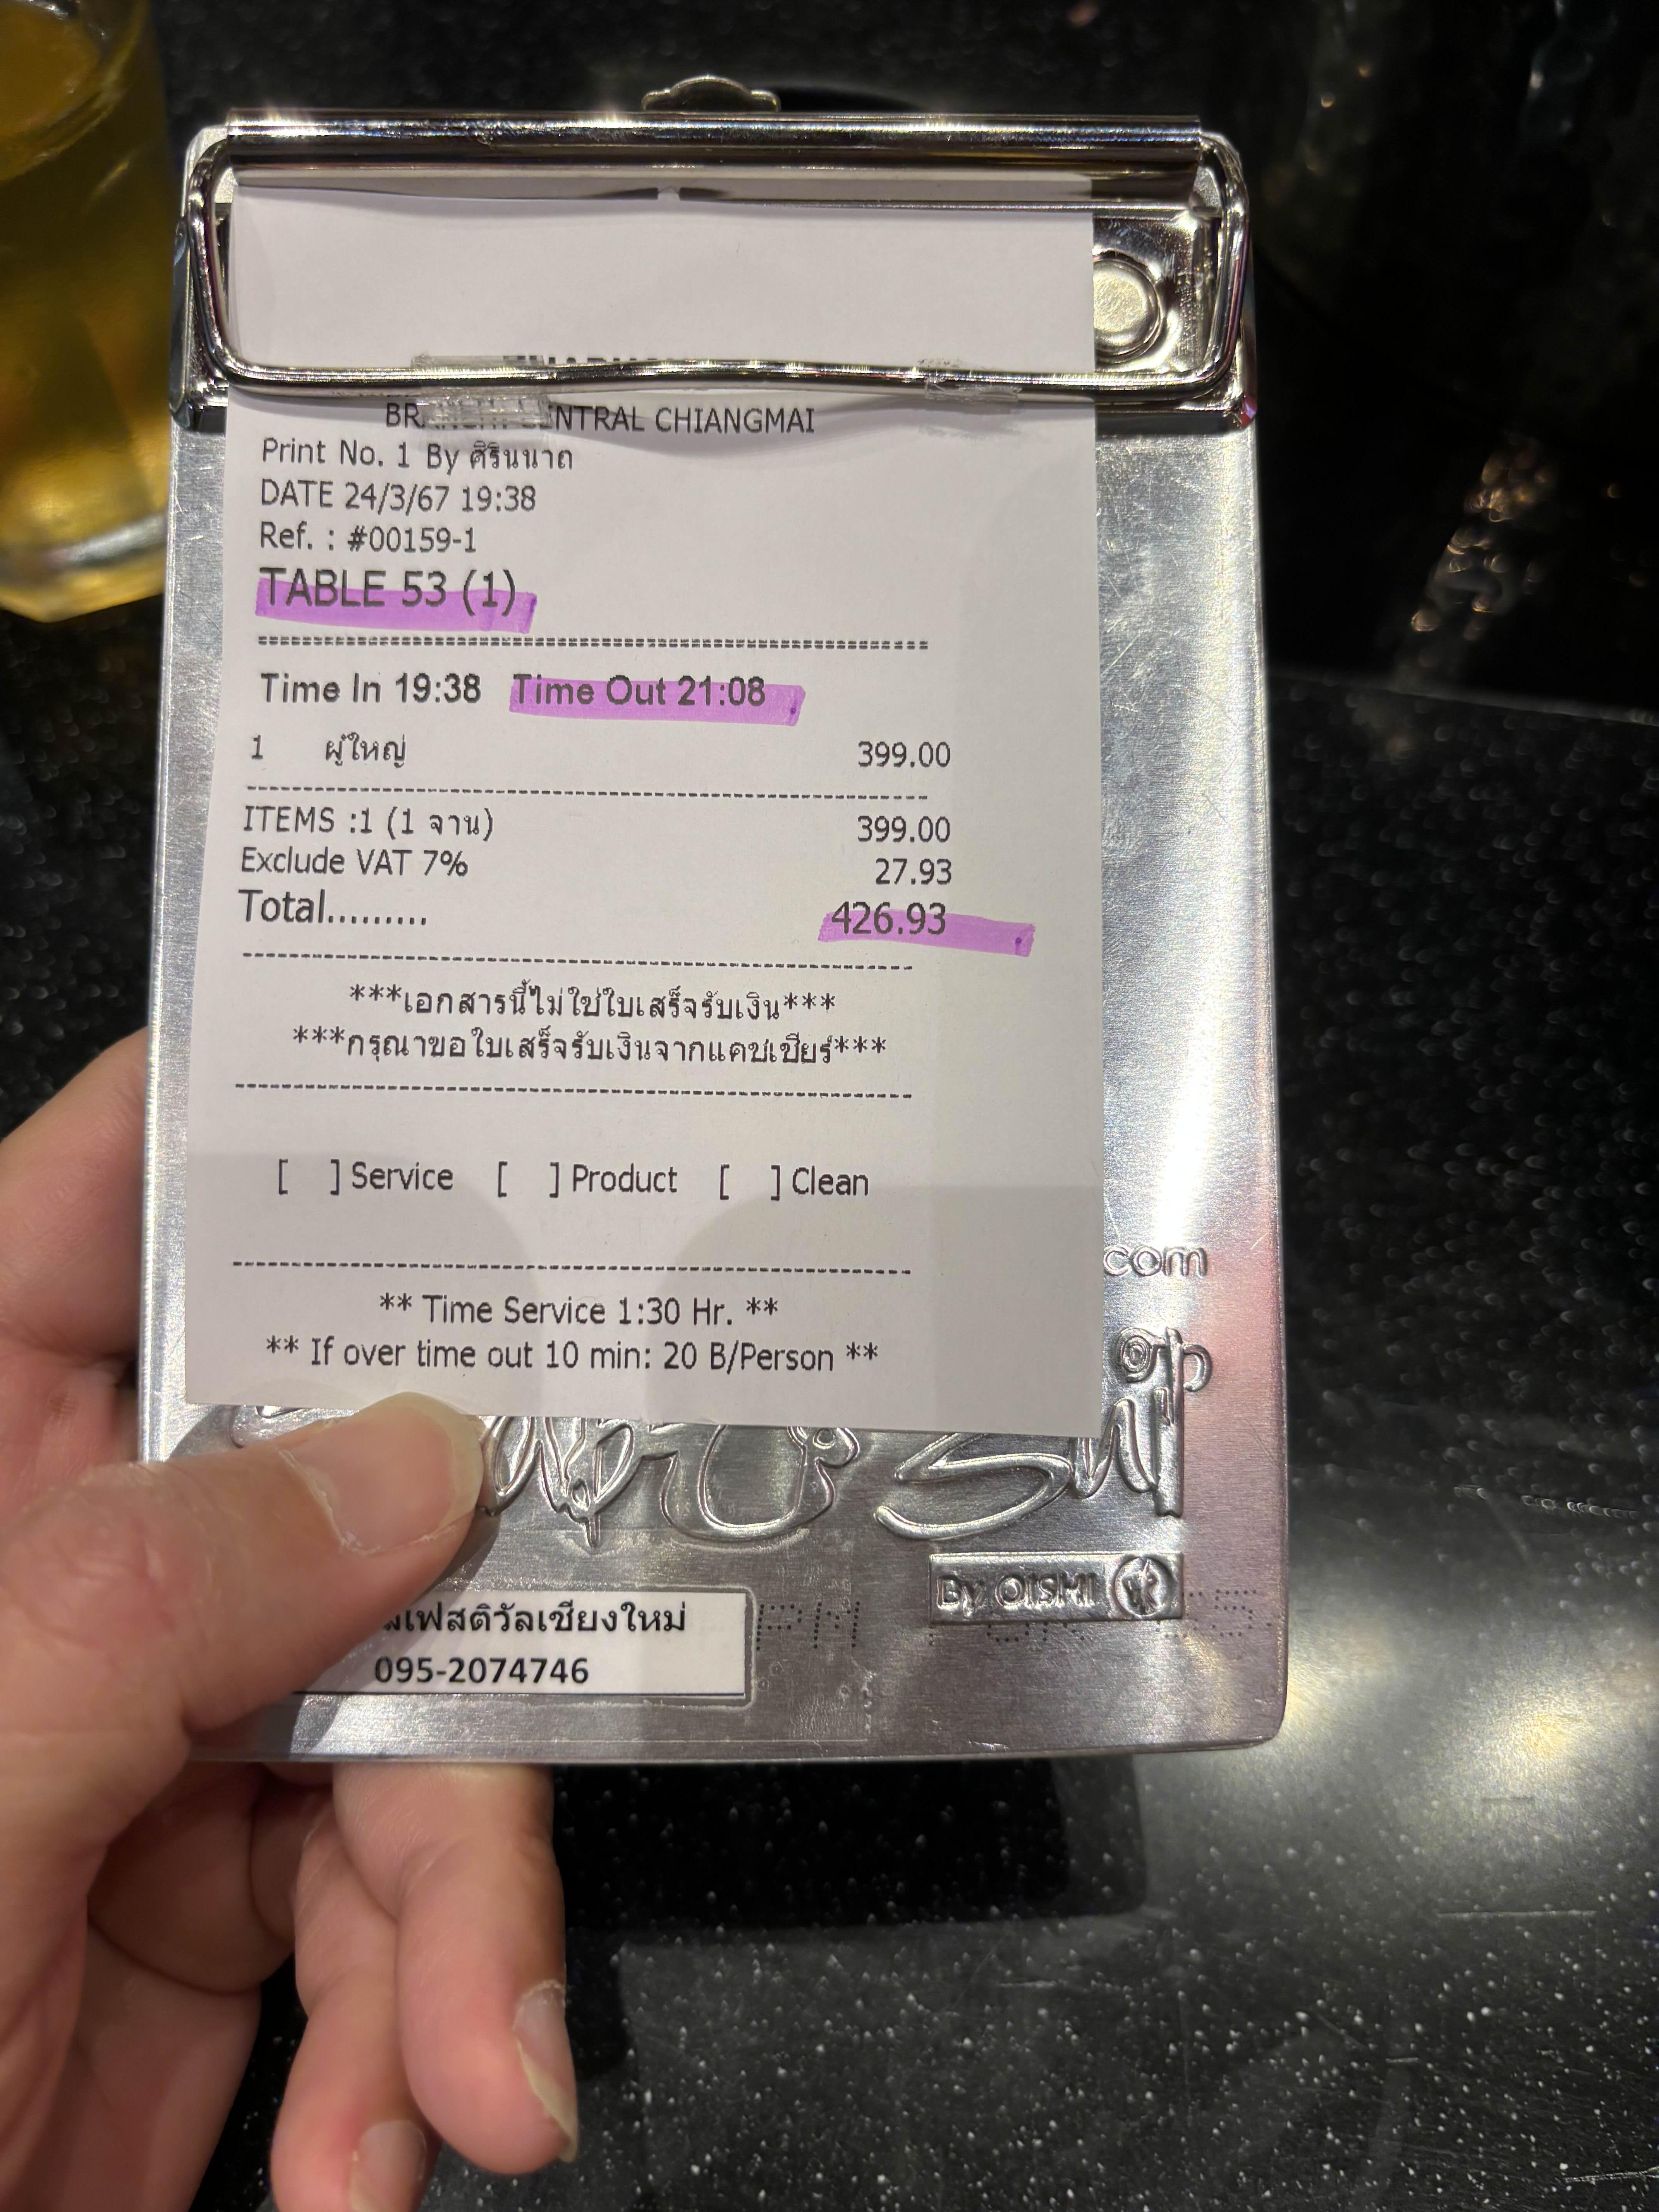 BRANCH: CENTRAL CHIANGMAI
Print No. 1 By ศิรินนาถ
DATE 24/3/67 19:38
Ref. : #00159-1
TABLE 53 (1)
Time In 19:38 Time Out 21:08
1 ผู้ใหญ่ 399.00
ITEMS :1 (1 จาน) 399.00
Exclude VAT 7% 27.93
Total......... 426.93
***เอกสารนี้ไม่ใช่ใบเสร็จรับเงิน***
***กรุณาขอใบเสร็จรับเงินจากแคชเชียร์***
[ ] Service [ ] Product [ ] Clean
** Time Service 1:30 Hr. **
** If over time out 10 min: 20 B/Person **
com
By OISHI
ลเฟสติวัลเชียงใหม่
095-2074746